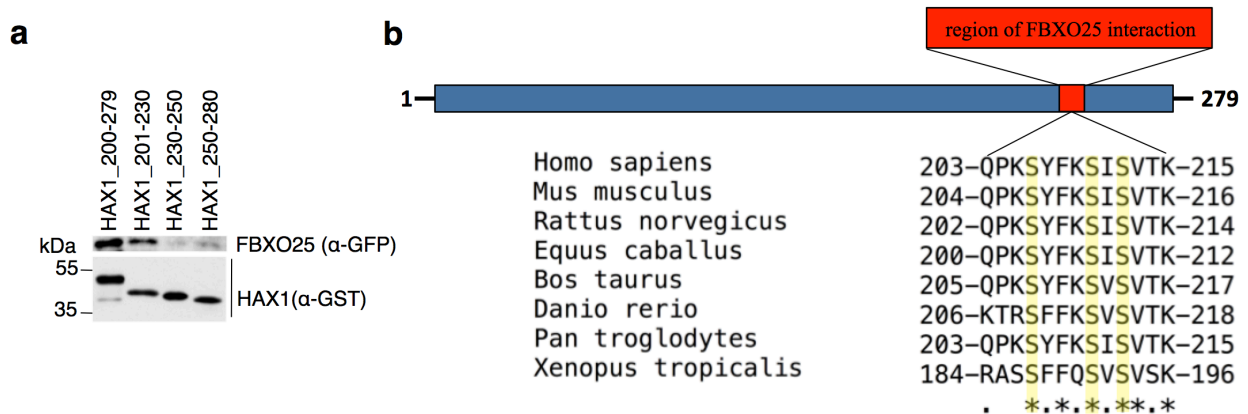 a
HAX1_200-279
HAX1_201-230
HAX1_230-250
HAX1_250-280
kDa
55
35
FBXO25 (α-GFP)
HAX1(α-GST)
b
region of FBXO25 interaction
1
279
Homo sapiens 203-QPKSYFKSISVTK-215
Mus musculus 204-QPKSYFKSISVTK-216
Rattus norvegicus 202-QPKSYFKSISVTK-214
Equus caballus 200-QPKSYFKSISVTK-212
Bos taurus 205-QPKSYFKSVSVTK-217
Danio rerio 206-KTRSFFKSVSVTK-218
Pan troglodytes 203-QPKSYFKSISVTK-215
Xenopus tropicalis 184-RASSFFQSVSVSK-196
. *.*.*.**.*